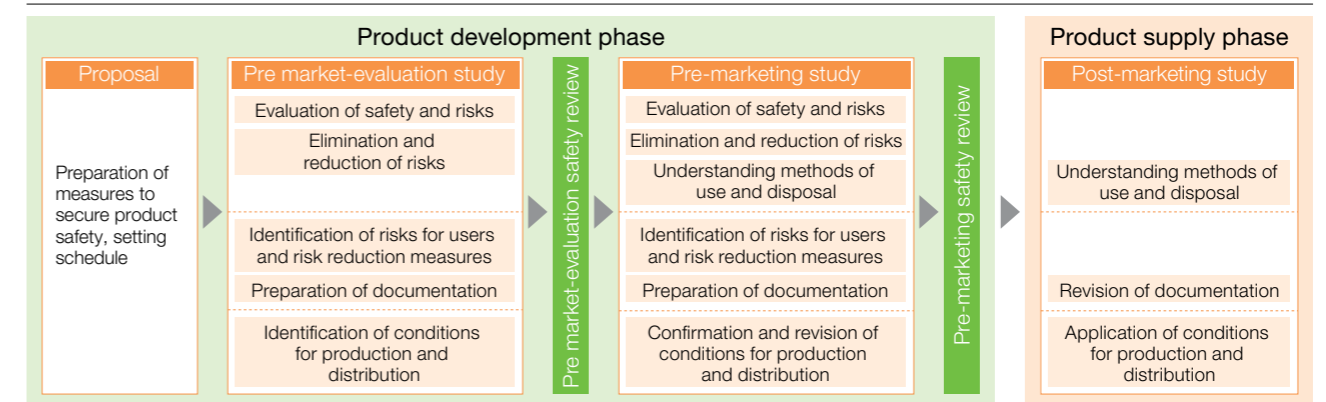 Product development phase
Proposal
Preparation of
measures to
secure product
safety, setting
schedule
Pre market-evaluation study
Evaluation of safety and risks
Elimination and
reduction of risks
Identification of risks for users
and risk reduction measures
Preparation of documentation
Identification of conditions
for production and
distribution
Pre market-evaluation safety review
Pre-marketing study
Evaluation of safety and risks
Elimination and reduction of risks
Understanding methods of
use and disposal
Identification of risks for users
and risk reduction measures
Preparation of documentation
Confirmation and revision of
conditions for production
and distribution
Pre-marketing safety review
Product supply phase
Post-marketing study
Understanding methods of
use and disposal
Revision of documentation
Application of conditions
for production and
distribution